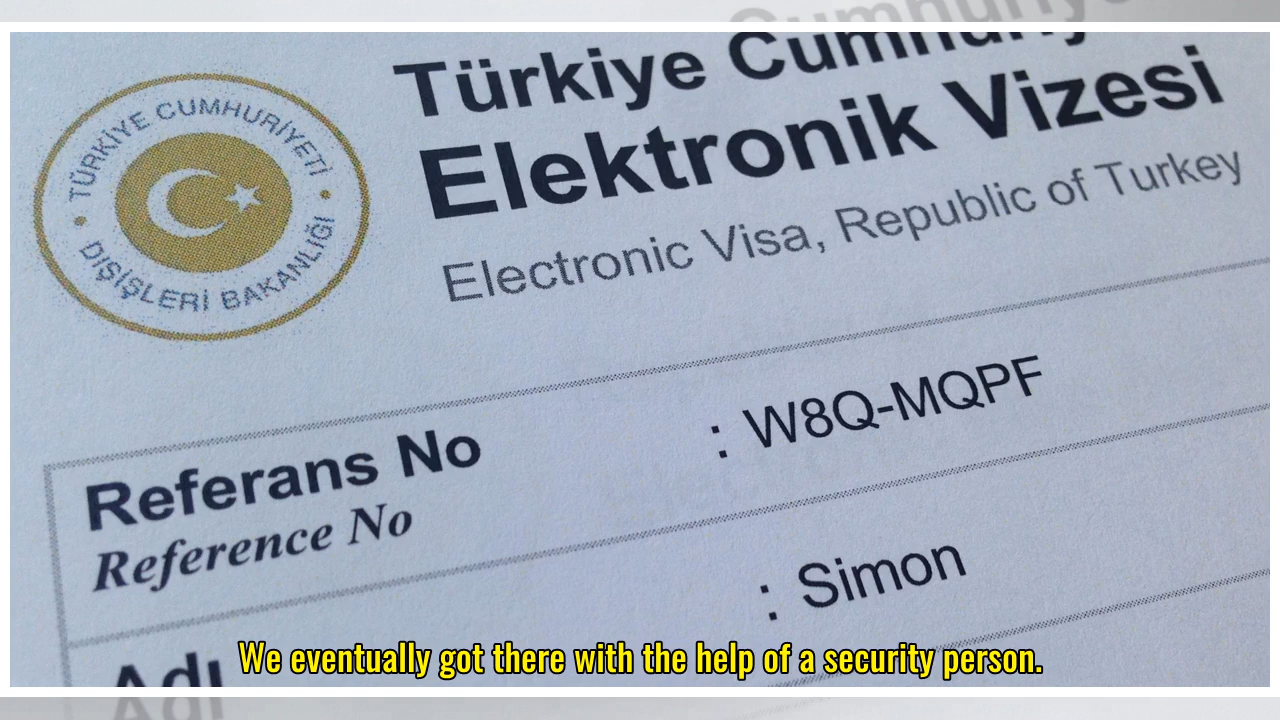 TÜRKİYE CUMHURİYETİ
DIŞİŞLERİ BAKANLIĞI
Türkiye
Elektronik Vizesi
Electronic Visa, Republic of Turkey
Referans No : W8Q-MQPF
Reference No
Adı : Simon
We eventually got there with the help of a security person.